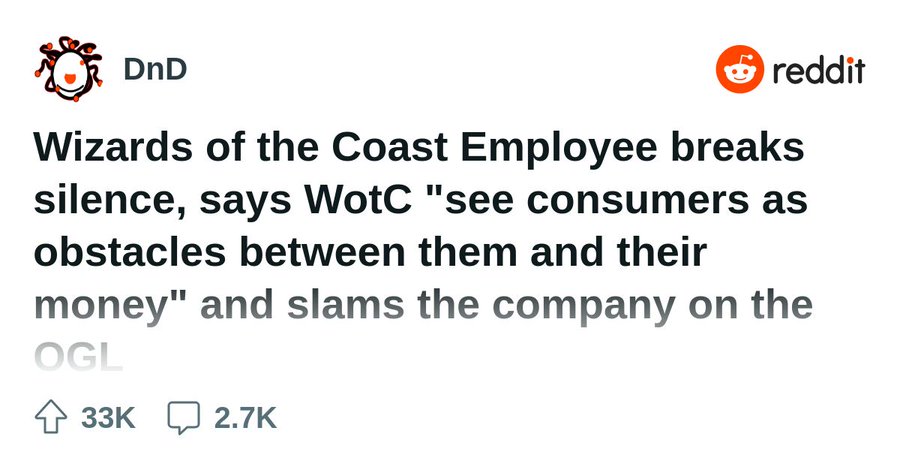 DnD
reddit
Wizards of the Coast Employee breaks
silence, says WotC "see consumers as
obstacles between them and their
money" and slams the company on the
OGL
33K
2.7K